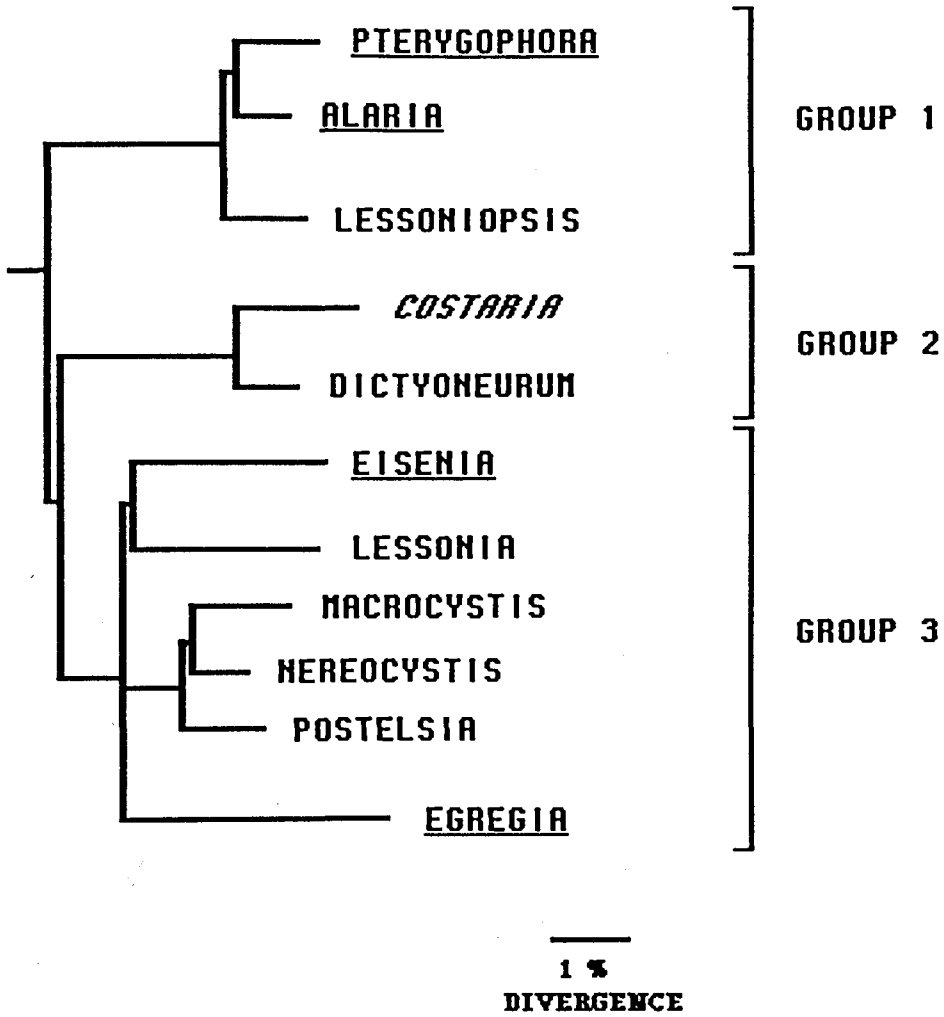 PTERYGOPHORA
ALARIA
GROUP 1
LESSONIOPSIS
COSTARIA
GROUP 2
DICTYONEURUM
EISENIA
LESSONIA
MACROCYSTIS
GROUP 3
NEREOCYSTIS
POSTELSIA
EGREGIA
1 %
DIVERGENCE